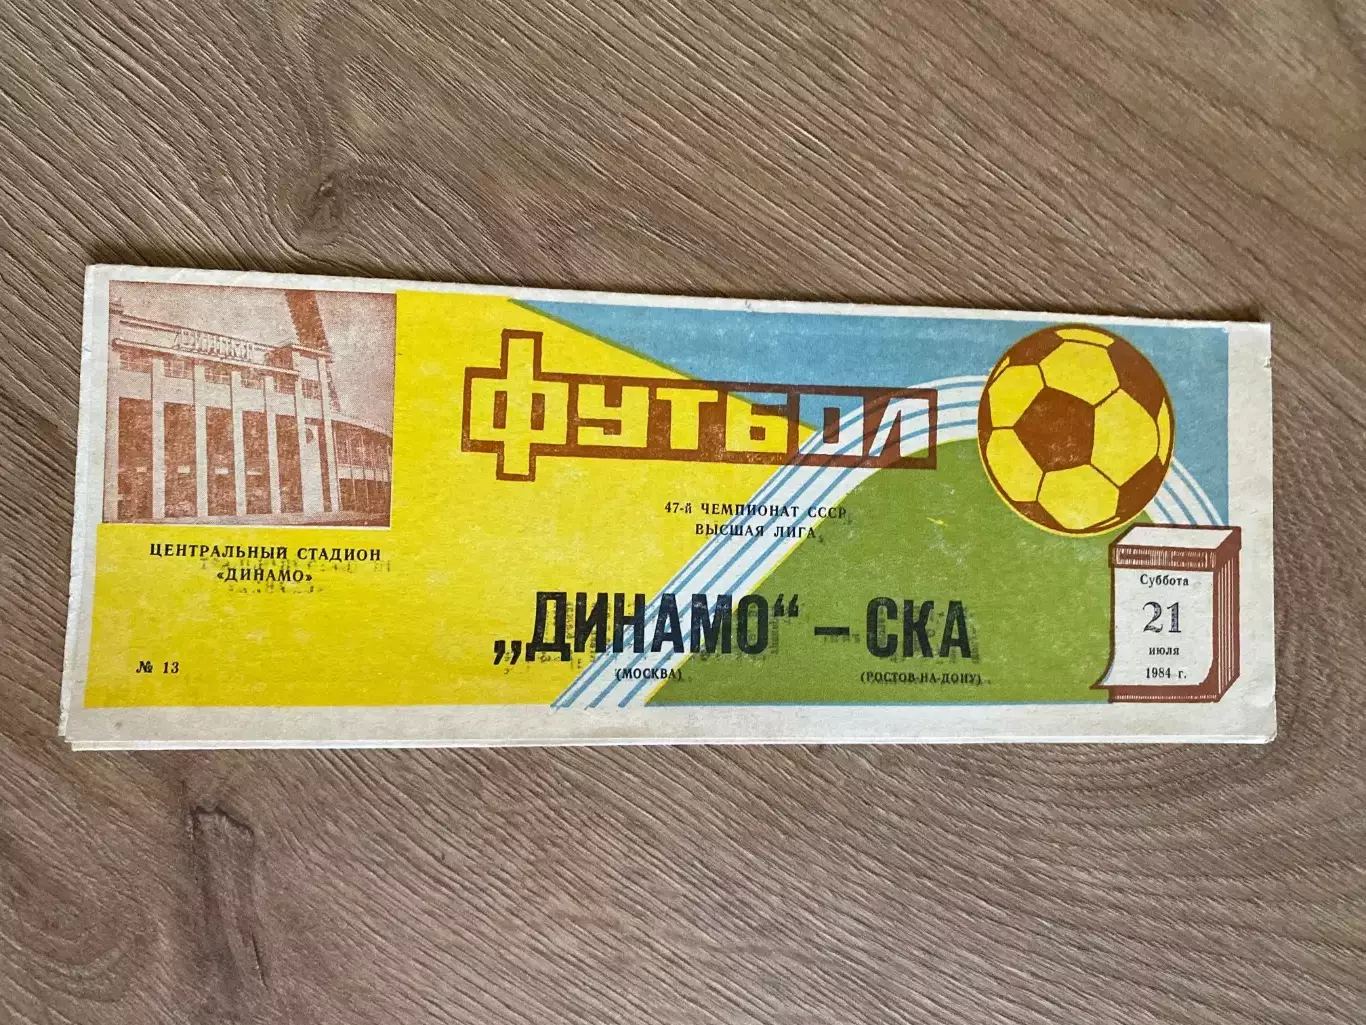 ДИНАМО
ФУТБОЛ
47-й ЧЕМПИОНАТ СССР
ВЫСШАЯ ЛИГА
ЦЕНТРАЛЬНЫЙ СТАДИОН
«ДИНАМО»
№ 13
„ДИНАМО“ – СКА
(МОСКВА) (РОСТОВ-НА-ДОНУ)
Суббота
21
июля
1984 г.